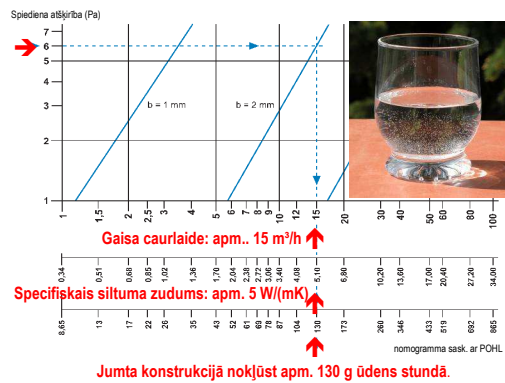 Spiediena atšķirība (Pa)
7
6
5
4
3
2
1
b = 1 mm
b = 2 mm
1 1,5 2 2,5 3 4 5 6 7 8 9 10 12 15 20 30 40 50 60 80 100
Gaisa caurlaide: apm.. 15 m³/h
0,34 0,51 0,68 0,85 1,02 1,36 1,70 2,04 2,38 2,72 3,06 3,40 4,08 5,10 6,80 10,20 13,60 17,00 20,40 27,20 34,00
Specifiskais siltuma zudums: apm. 5 W/(mK)
8,65 13 17 22 26 35 43 52 61 69 78 87 104 130 173 260 346 433 519 692 865
nomogramma sask. ar POHL
Jumta konstrukcijā nokļūst apm. 130 g ūdens stundā.